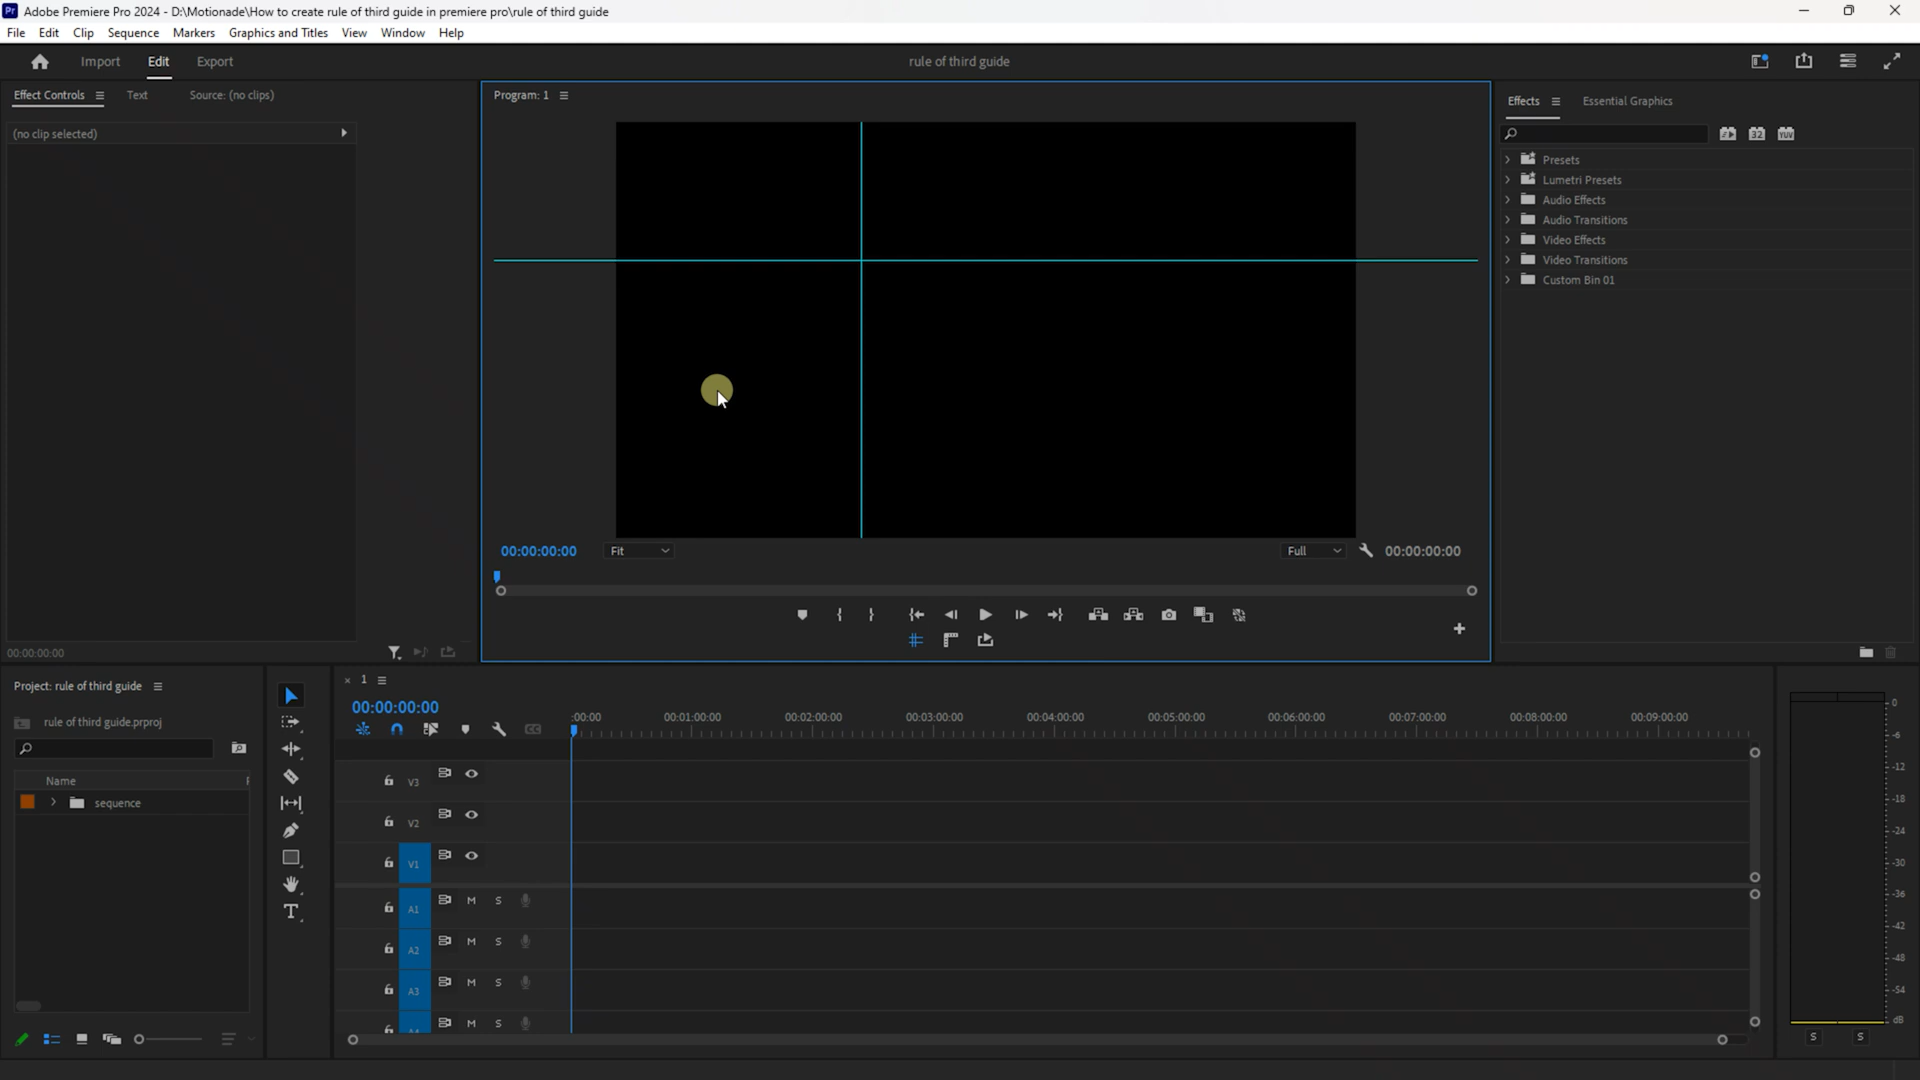 Pr Adobe Premiere Pro 2024 - D:\Motionade\How to create rule of third guide in premiere pro\rule of third guide
File Edit Clip Sequence Markers Graphics and Titles View Window Help
Import Edit Export rule of third guide
Effect Controls Text Source: (no clips) Program: 1 Effects Essential Graphics
(no clip selected)
32 YUV
Presets
Lumetri Presets
Audio Effects
Audio Transitions
Video Effects
Video Transitions
Custom Bin 01
00:00:00:00 Fit Full 00:00:00:00
00:00:00:00
Project: rule of third guide
1
rule of third guide.prproj
00:00:00:00
:00:00 00:01:00:00 00:02:00:00 00:03:00:00 00:04:00:00 00:05:00:00 00:06:00:00 00:07:00:00 00:08:00:00 00:09:00:00
Name
sequence
V3
V2
V1
A1 M S
A2 M S
A3 M S
M S
0
-6
-12
-18
-24
-30
-36
-42
-48
-54
dB
S S